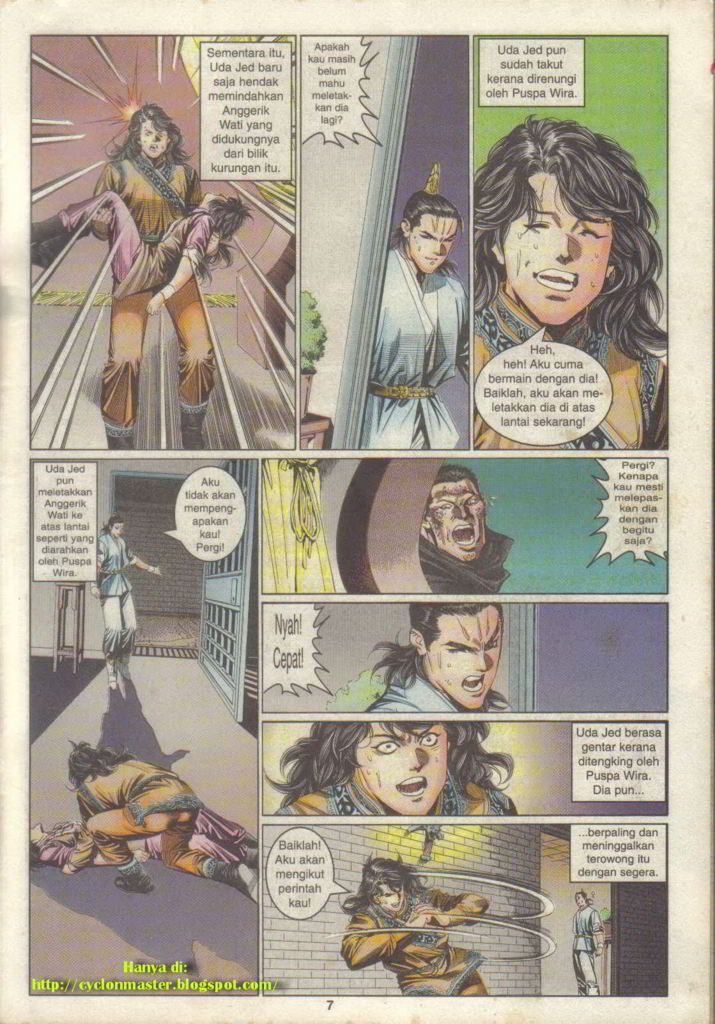 Sementara itu,
Uda Jed baru
saja hendak
memindahkan
Anggerik
Wati yang
didukungnya
dari bilik
kurungan itu.
Apakah
kau masih
belum
mahu
meletak-
kan dia
lagi?
Uda Jed pun
sudah takut
kerana direnungi
oleh Puspa Wira.
Heh,
heh! Aku cuma
bermain dengan dia!
Baiklah, aku akan me-
letakkan dia di atas
lantai sekarang!
Uda Jed
pun
meletakkan
Anggerik
Wati ke
atas lantai
seperti yang
diarahkan
oleh Puspa
Wira.
Aku
tidak akan
mempeng-
apakan
kau!
Pergi!
Pergi?
Kenapa
kau mesti
melepas-
kan dia
dengan
begitu
saja?
Nyah!
Cepat!
Uda Jed berasa
gentar kerana
ditengking oleh
Puspa Wira.
Dia pun...
Baiklah!
Aku akan
mengikut
perintah
kau!
...berpaling dan
meninggalkan
terowong itu
dengan segera.
Hanya di:
http://cyclonmaster.blogspot.com/
7